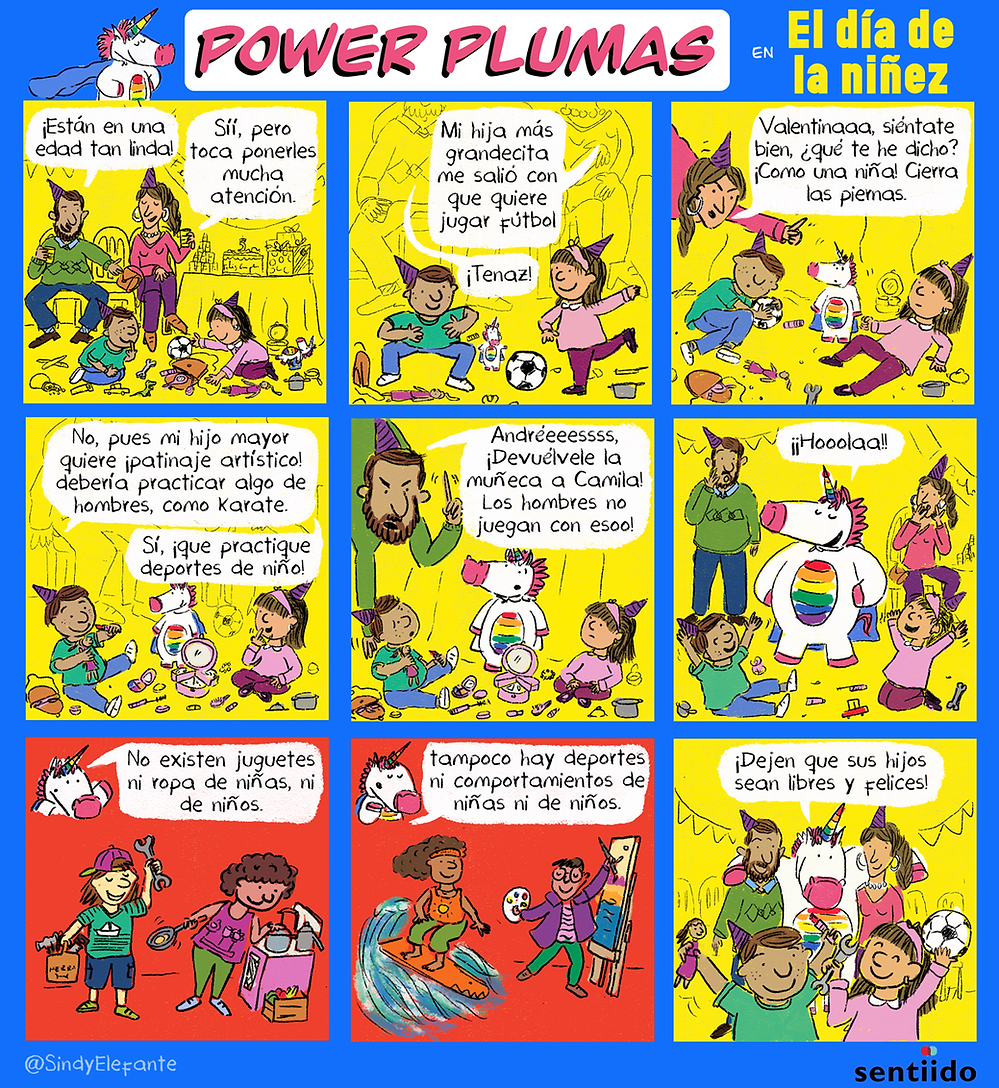 POWER PLUMAS
EN
El día de
la niñez
¡Están en una
edad tan linda!
Síí, pero
toca ponerles
mucha
atención.
Mi hija más
grandecita
me salió con
que quiere
jugar fútbol
¡Tenaz!
Valentinaaa, siéntate
bien, ¿qué te he dicho?
¡Como una niña! Cierra
las piernas.
No, pues mi hijo mayor
quiere ¡patinaje artístico!
debería practicar algo de
hombres, como karate.
Sí, ¡que practique
deportes de niño!
Andréeeessss,
¡Devuélvele la
muñeca a Camila!
Los hombres no
juegan con esoo!
¡¡Hooolaa!!
No existen juguetes
ni ropa de niñas, ni
de niños.
HERRA
tampoco hay deportes
ni comportamientos de
niñas ni de niños.
¡Dejen que sus hijos
sean libres y felices!
@SindyElefante
sentiido